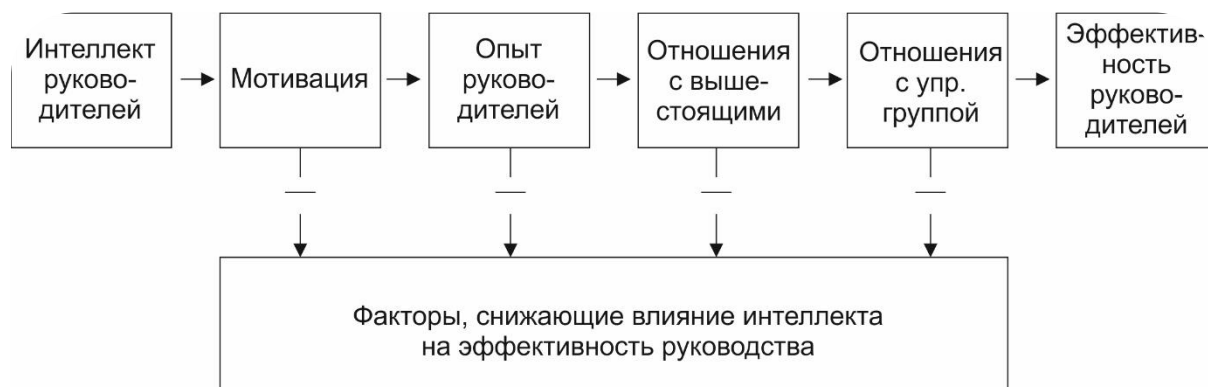 Интеллект
руково-
дителей
Мотивация
Опыт
руково-
дителей
Отношения
с выше-
стоящими
Отношения
с упр.
группой
Эффектив-
ность
руково-
дителей
Факторы, снижающие влияние интеллекта
на эффективность руководства